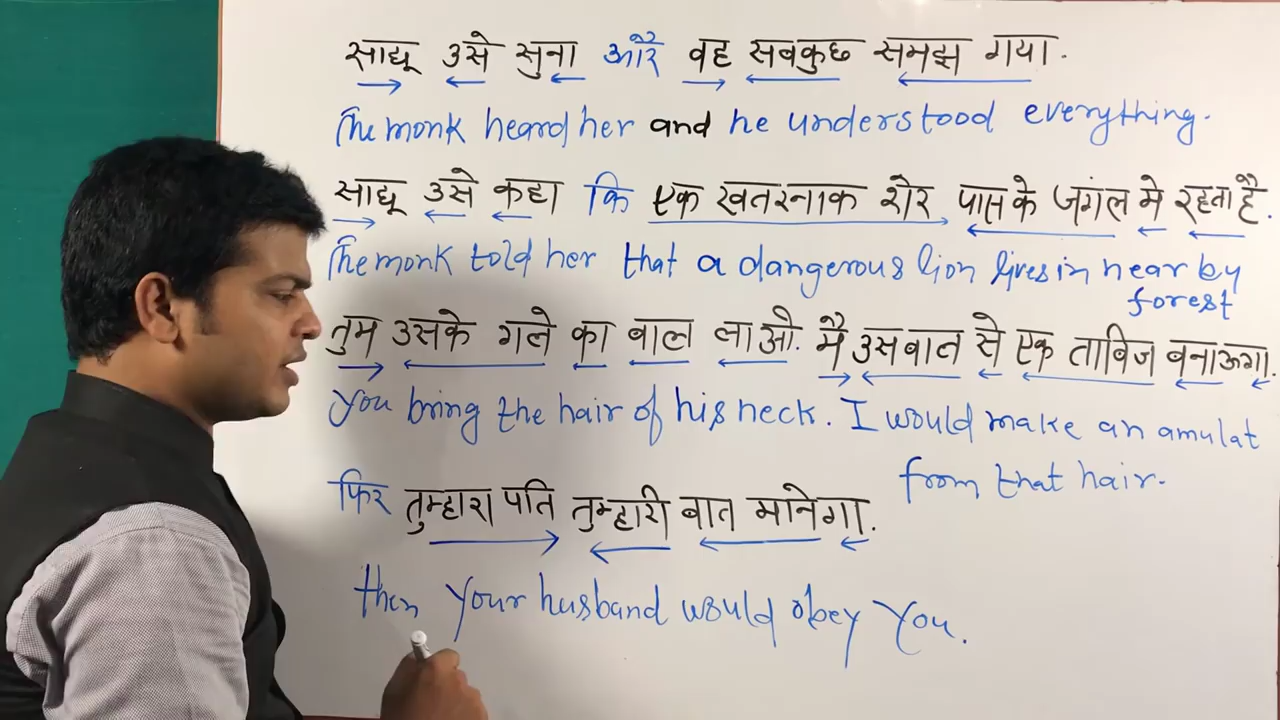 साधू उसे सुना और वह सबकुछ समझ गया.
The monk heard her and he understood everything.
साधू उसे कहा कि एक खतरनाक शेर पास के जगंल मे रहता है.
The monk told her that a dangerous lion lives in near by
forest
तुम उसके गले का बाल लाओ. मै उस बाल से एक ताविज बनाऊगा.
You bring the hair of his neck. I would make an amulat
from that hair.
फिर तुम्हारा पति तुम्हारी बात मानेगा.
then your husband would obey you.